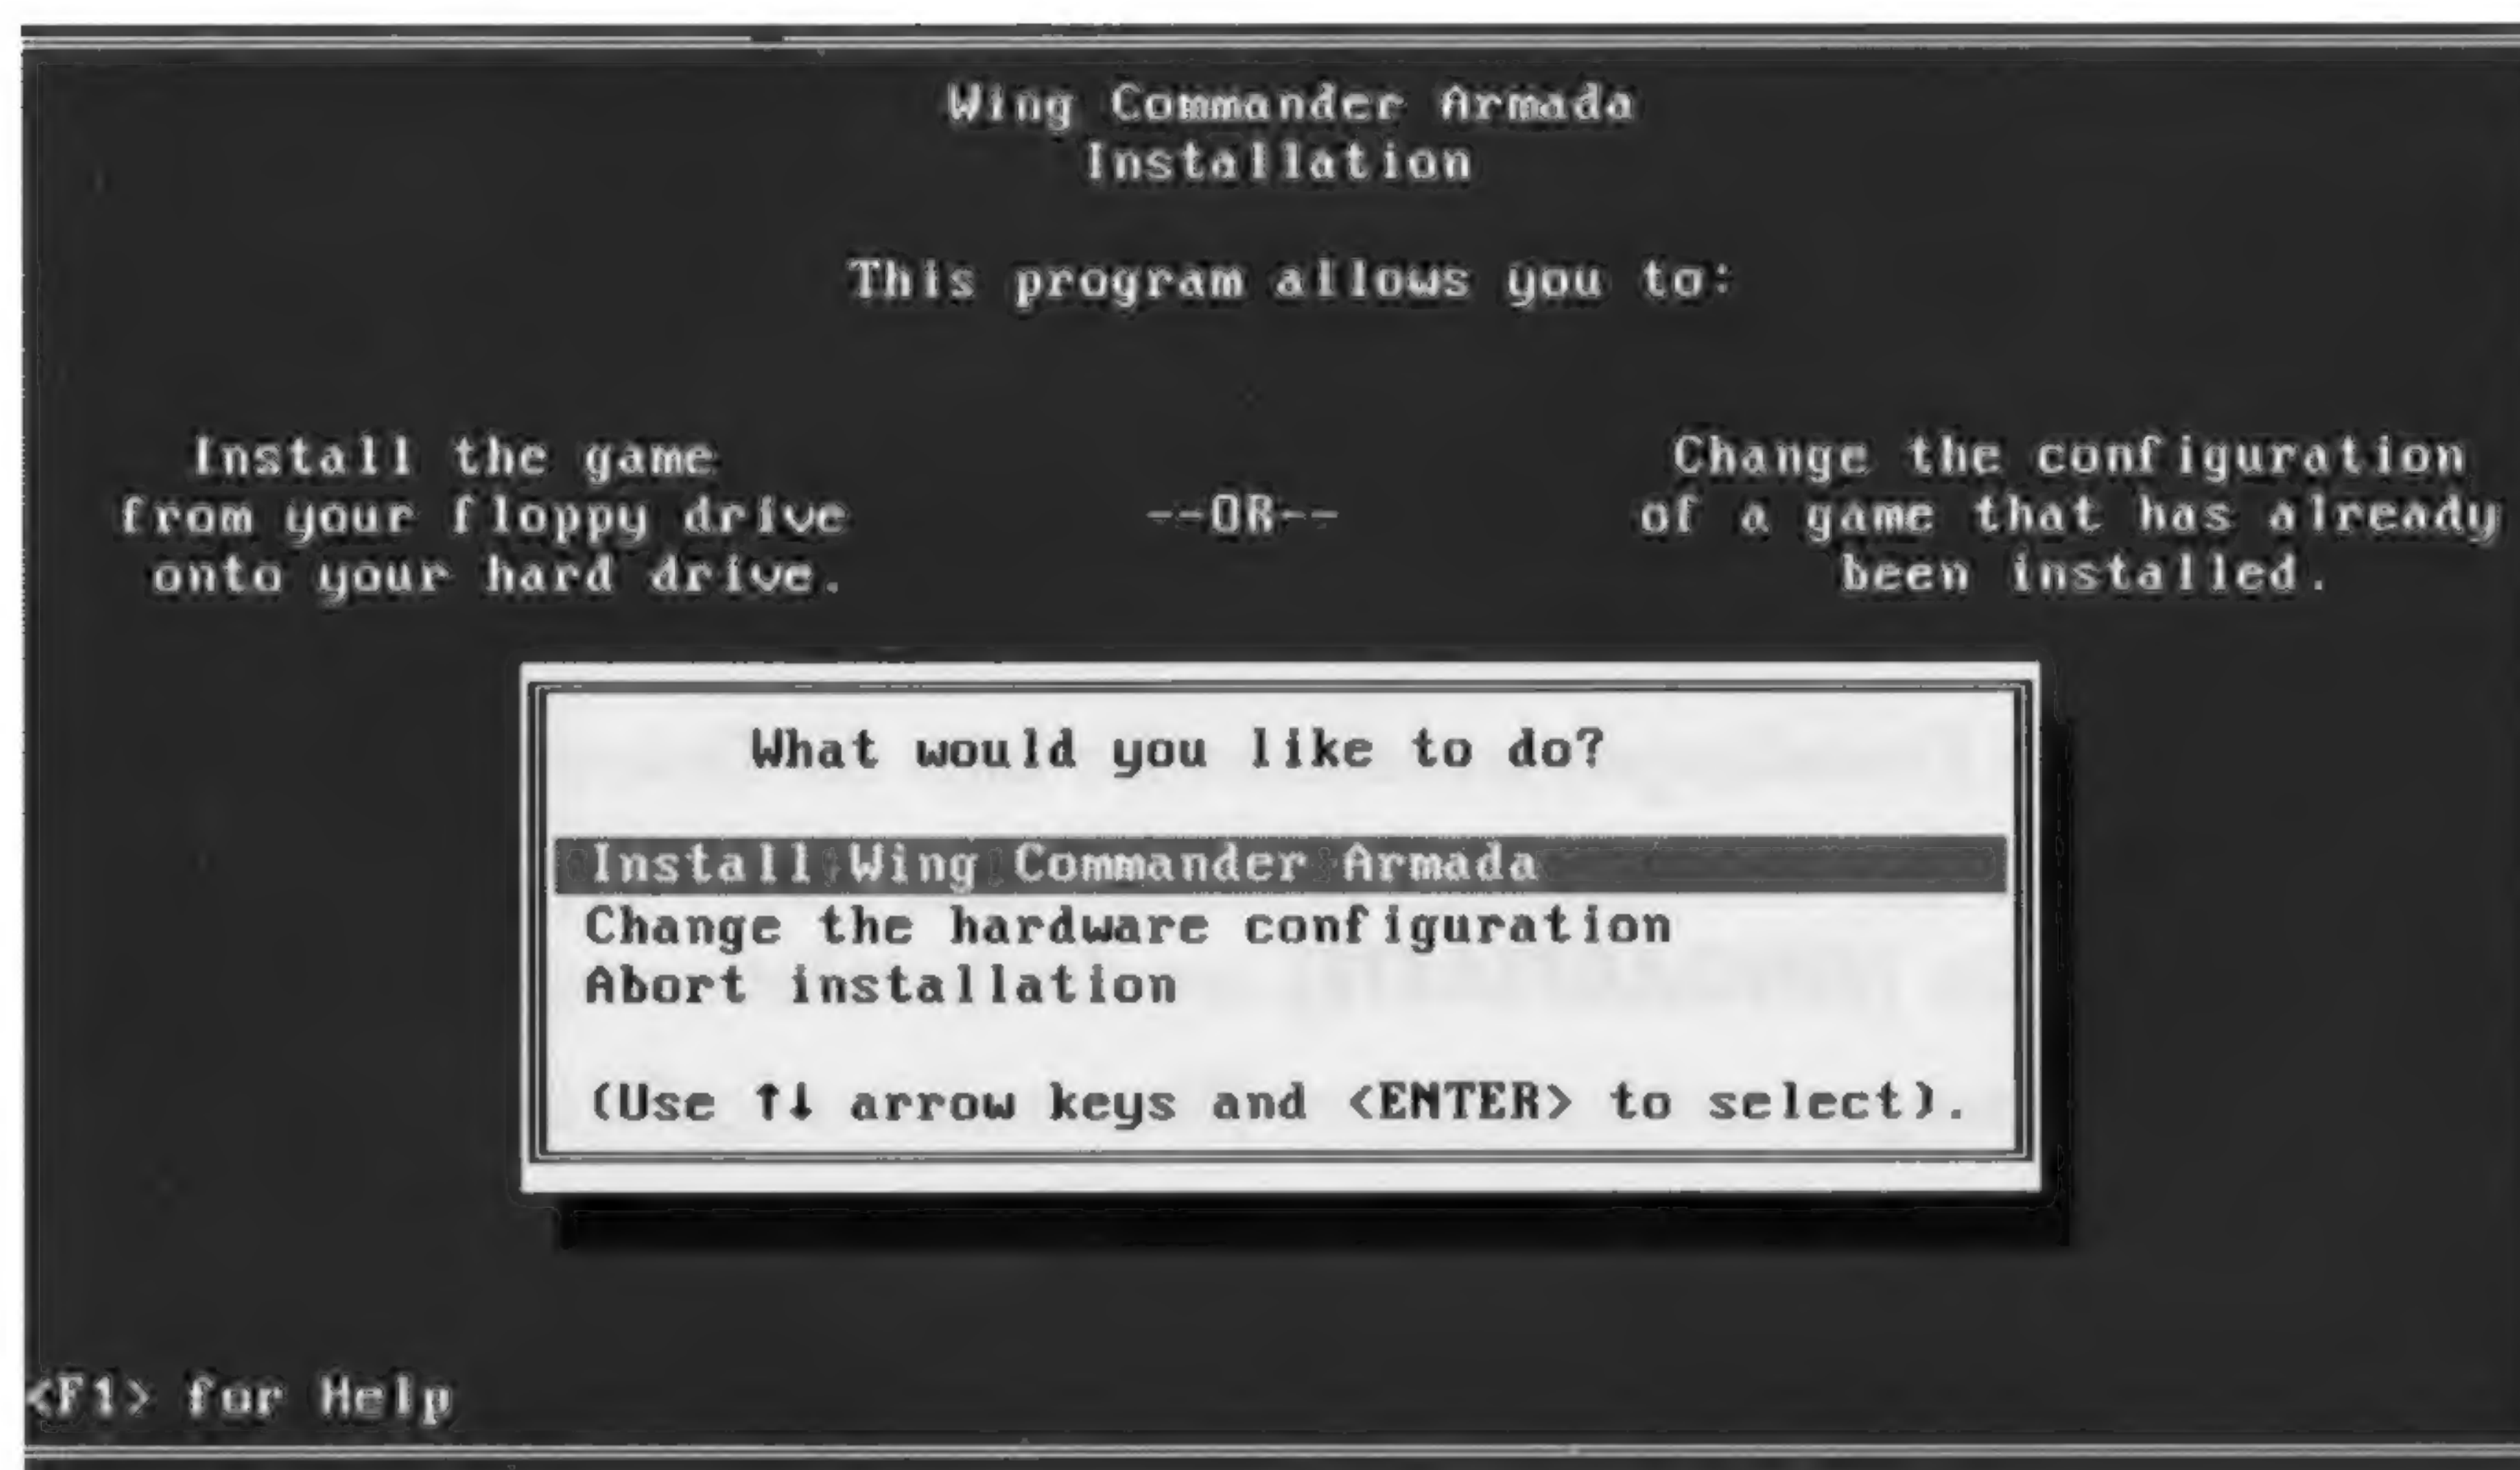 Wing Commander Armada
Installation
This program allows you to:
Install the game
from your floppy drive
onto your hard drive.
--OR--
Change the configuration
of a game that has already
been installed.
What would you like to do?
Install Wing Commander Armada
Change the hardware configuration
Abort installation
(Use ↑↓ arrow keys and <ENTER> to select).
<F1> for Help